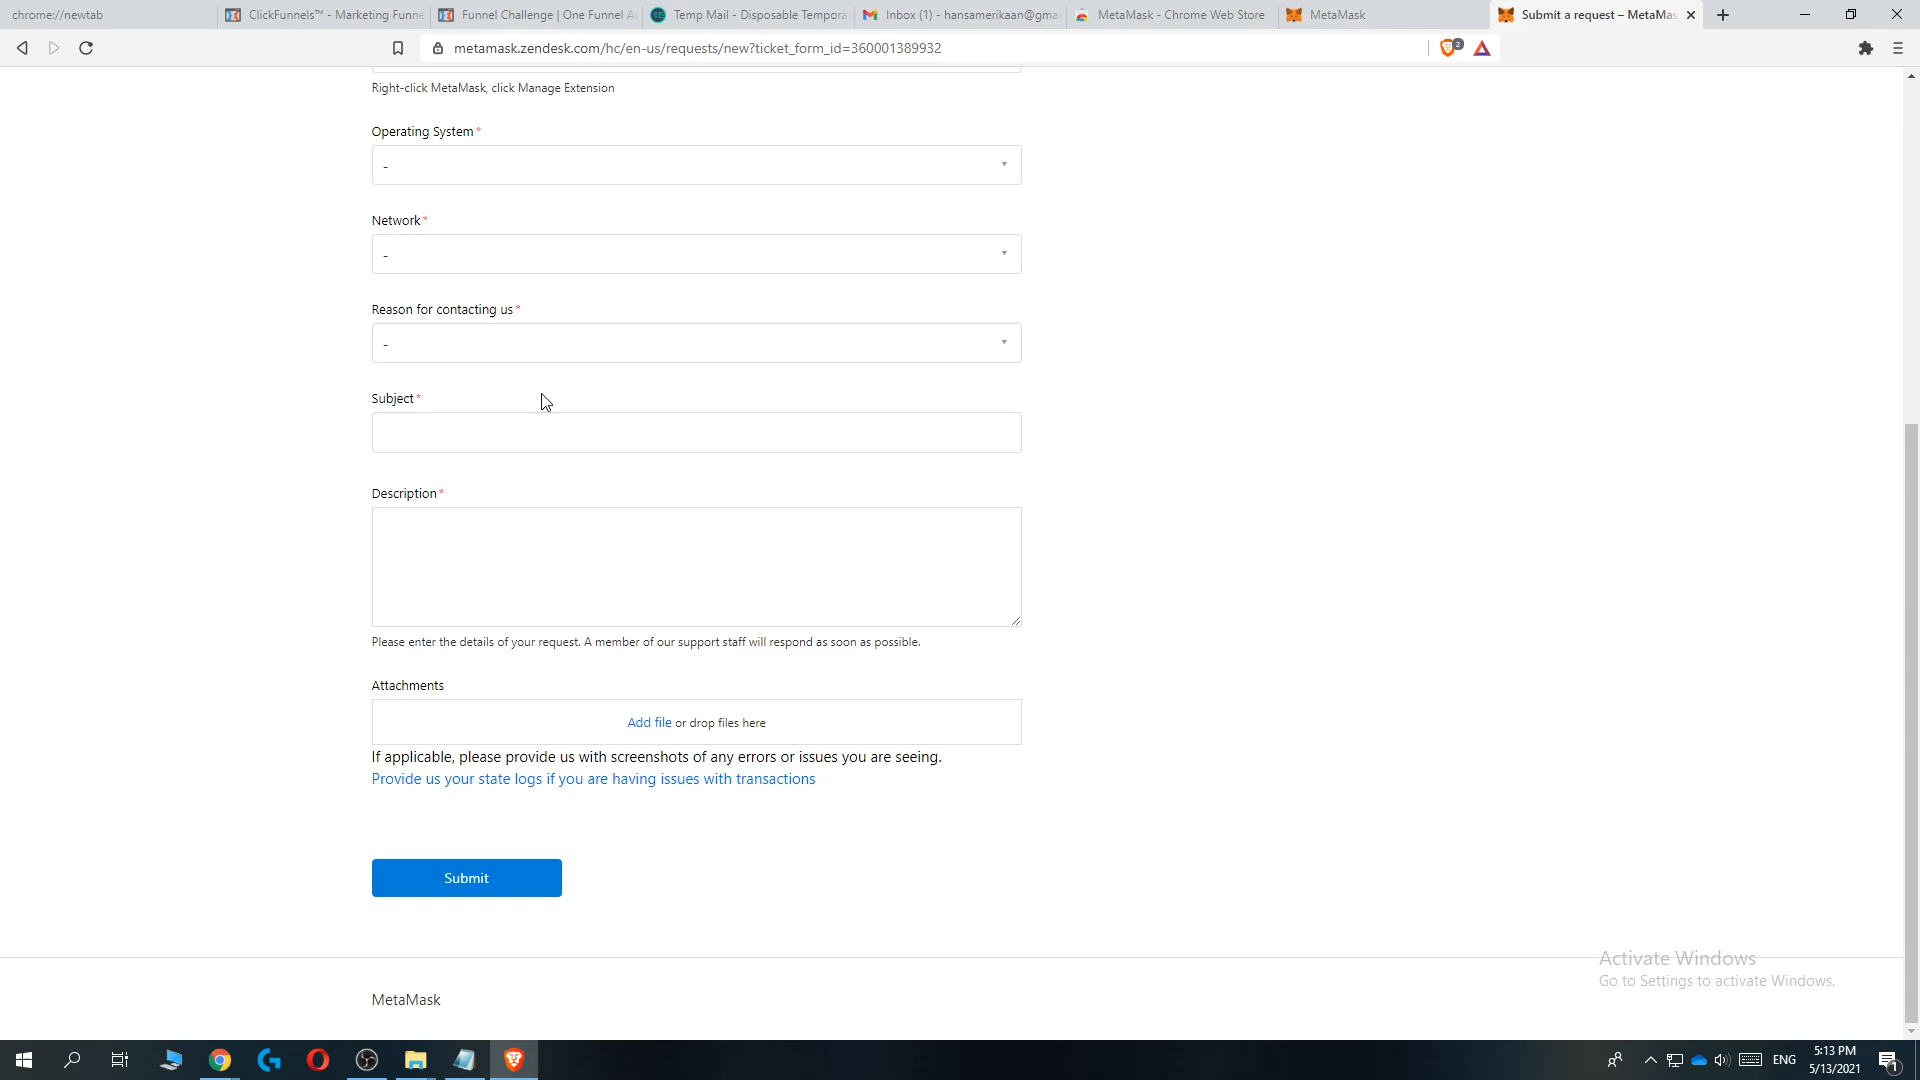 chrome://newtab
ClickFunnels™ - Marketing Funne
Funnel Challenge | One Funnel A
Temp Mail - Disposable Tempora
Inbox (1) - hansamerikaan@gma
MetaMask - Chrome Web Store
MetaMask
Submit a request – MetaMas
metamask.zendesk.com/hc/en-us/requests/new?ticket_form_id=360001389932
2
Right-click MetaMask, click Manage Extension
Operating System *
-
Network *
-
Reason for contacting us *
-
Subject *
Description *
Please enter the details of your request. A member of our support staff will respond as soon as possible.
Attachments
Add file or drop files here
If applicable, please provide us with screenshots of any errors or issues you are seeing.
Provide us your state logs if you are having issues with transactions
Submit
Activate Windows
Go to Settings to activate Windows.
MetaMask
ENG
5:13 PM
5/13/2021
1